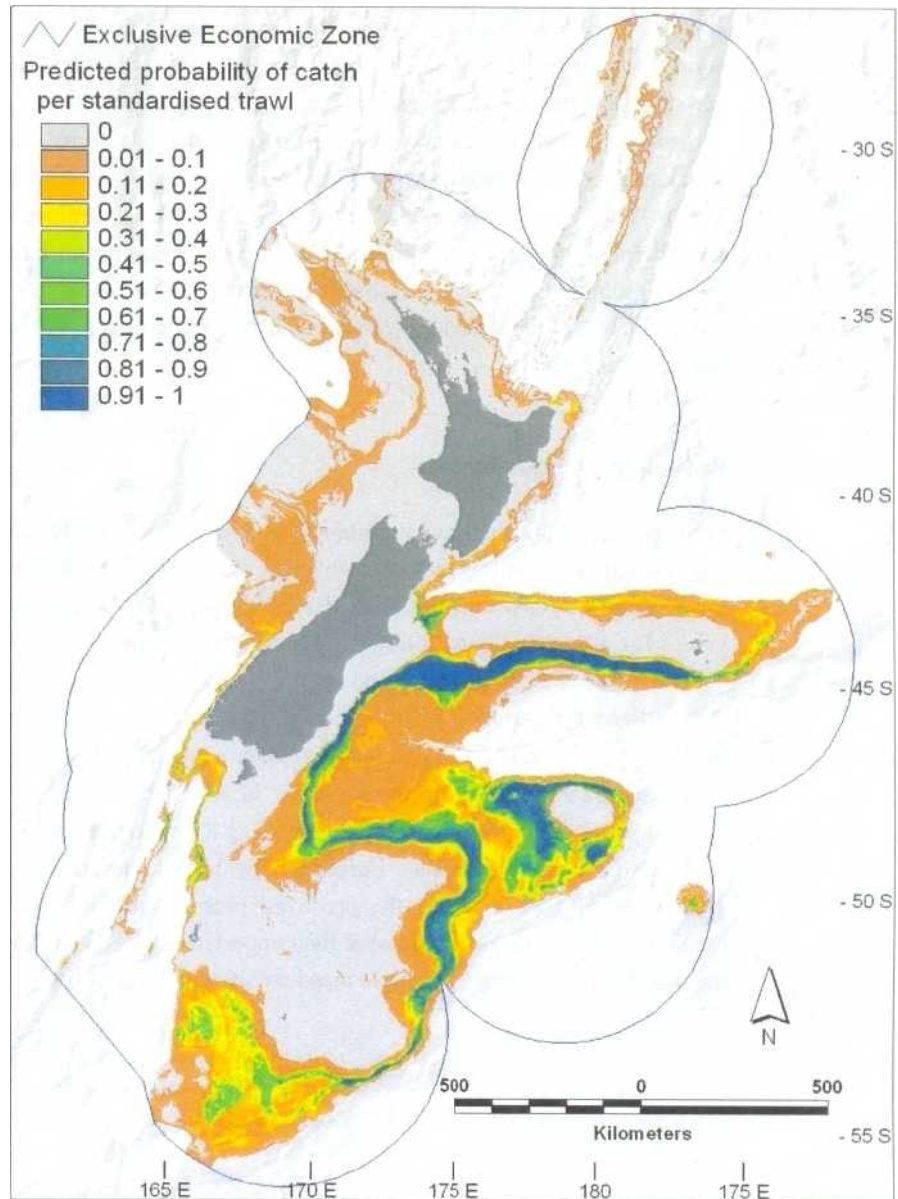 Exclusive Economic Zone
Predicted probability of catch
per standardised trawl
0
0.01 - 0.1
0.11 - 0.2
0.21 - 0.3
0.31 - 0.4
0.41 - 0.5
0.51 - 0.6
0.61 - 0.7
0.71 - 0.8
0.81 - 0.9
0.91 - 1
- 30 S
- 35 S
- 40 S
- 45 S
- 50 S
- 55 S
N
500 0 500
Kilometers
165 E 170 E 175 E 180 175 E